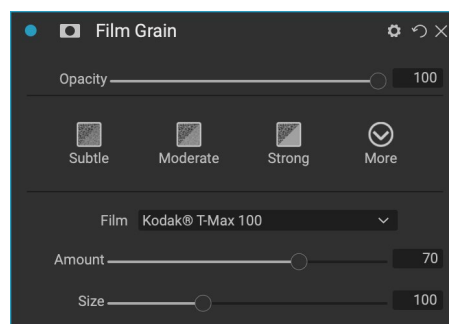 Film Grain
Opacity 100
Subtle Moderate Strong More
Film Kodak® T-Max 100
Amount 70
Size 100